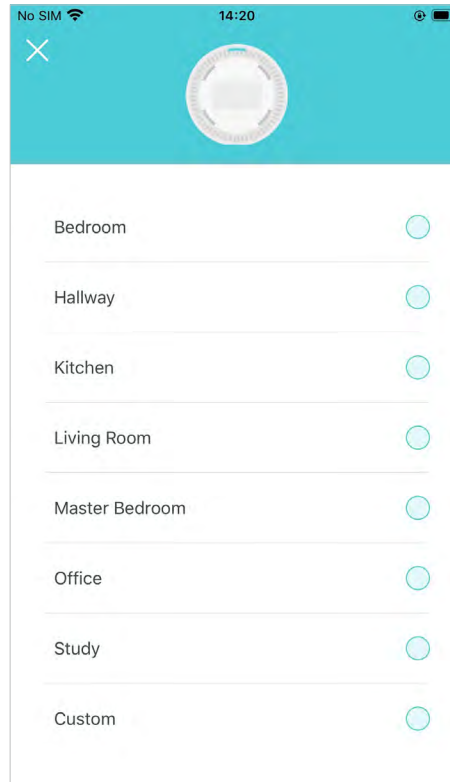 No SIM 14:20
Bedroom
Hallway
Kitchen
Living Room
Master Bedroom
Office
Study
Custom